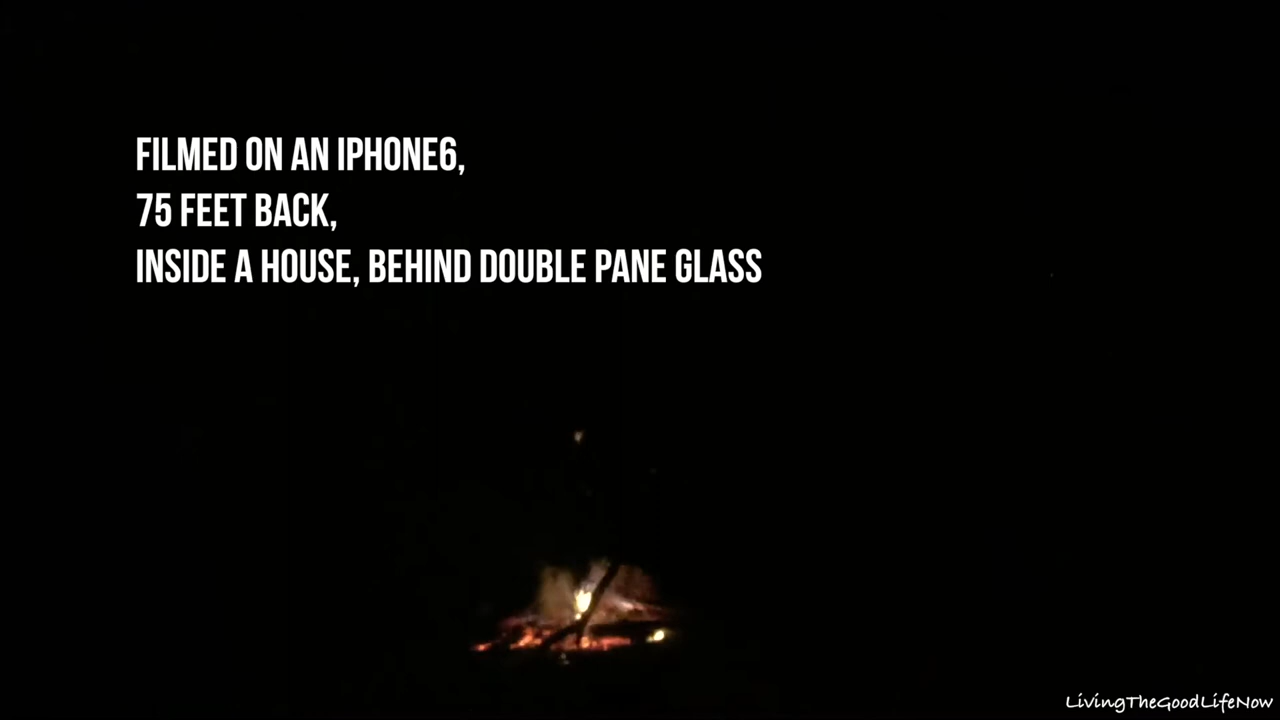 FILMED ON AN IPHONE6,
75 FEET BACK,
INSIDE A HOUSE, BEHIND DOUBLE PANE GLASS
LivingTheGoodLifeNow